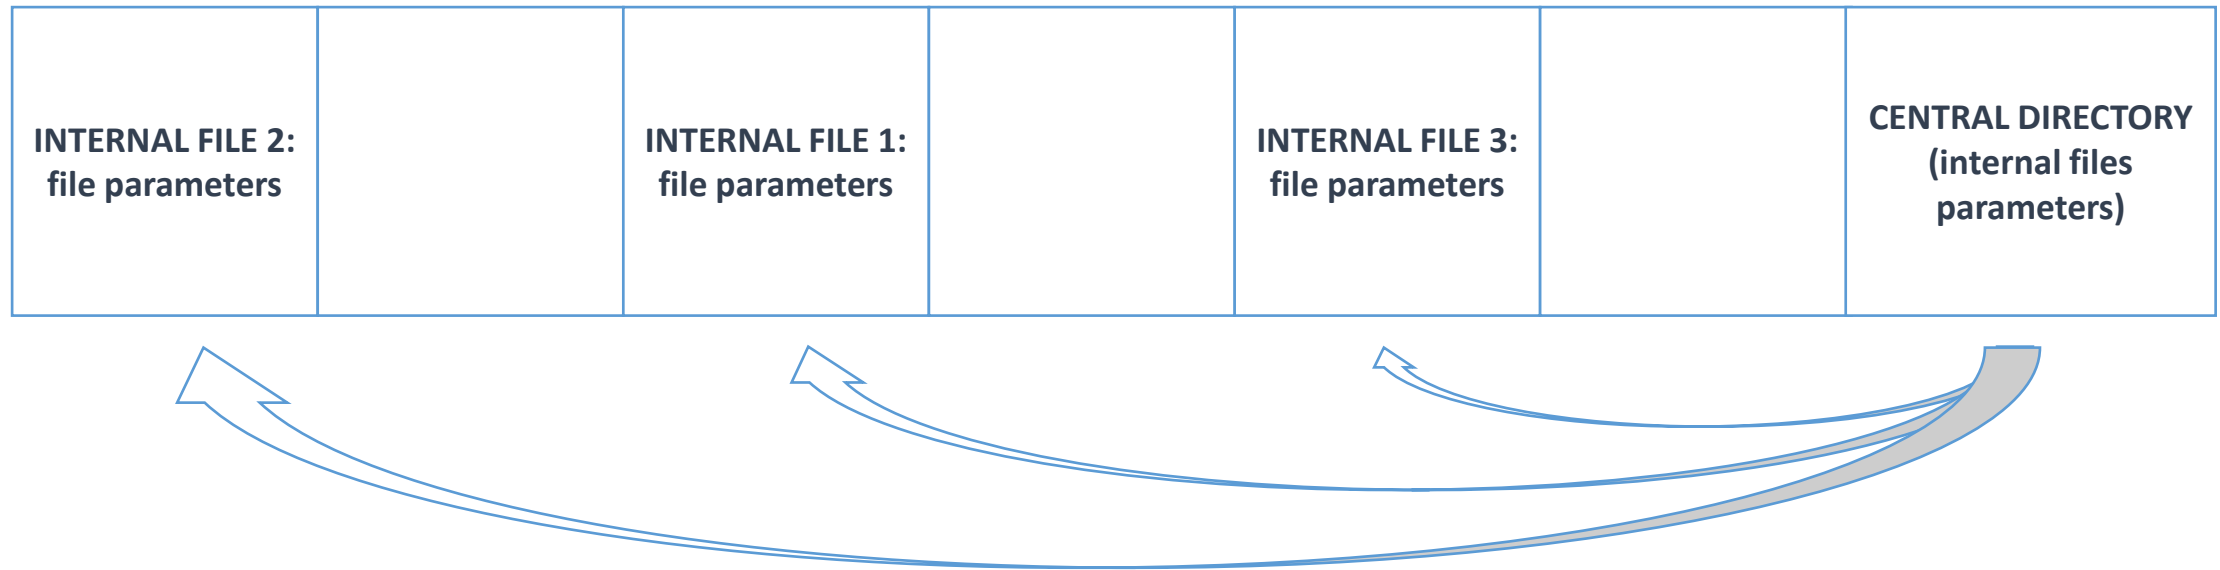 INTERNAL FILE 2:
file parameters
INTERNAL FILE 1:
file parameters
INTERNAL FILE 3:
file parameters
CENTRAL DIRECTORY
(internal files
parameters)